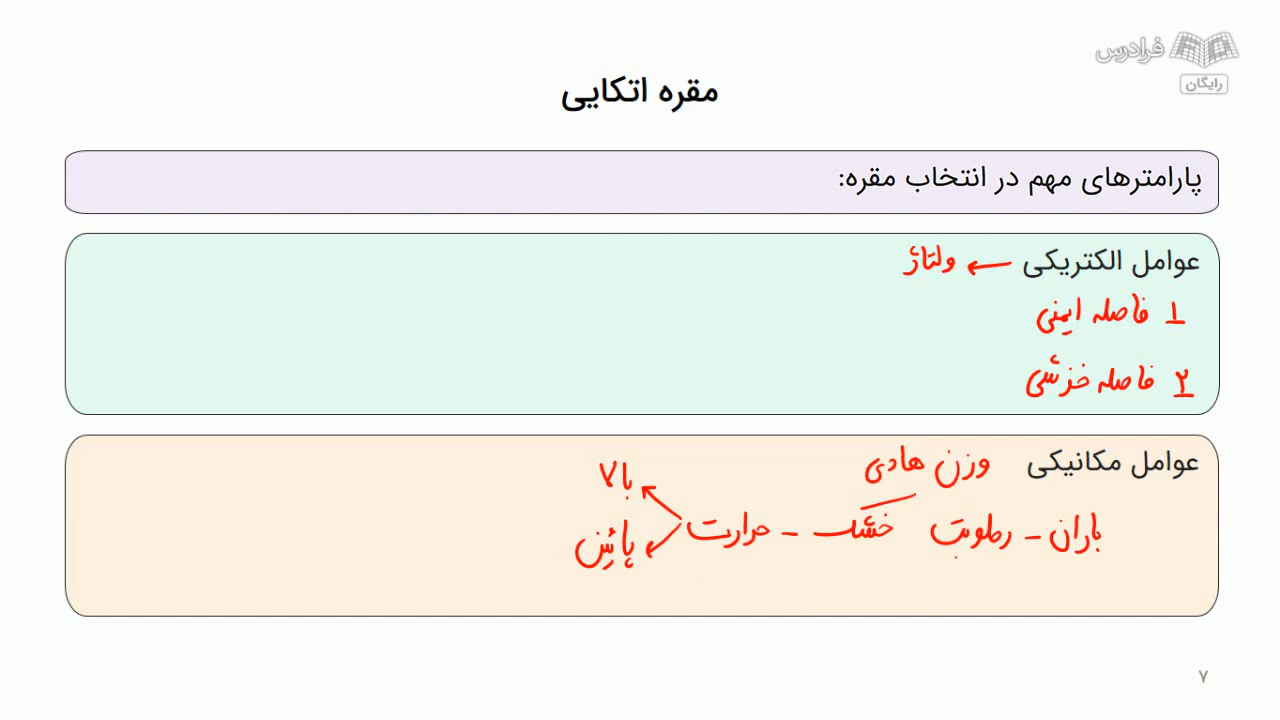 فرادرس
رایگان
مقره اتکایی
پارامترهای مهم در انتخاب مقره:
عوامل الکتریکی ← ولتاژ
۱ فاصله ایمنی
۲ فاصله خزشی
عوامل مکانیکی وزن هادی
باران - رطوبت خشک - حرارت
بالا
پائین
۷